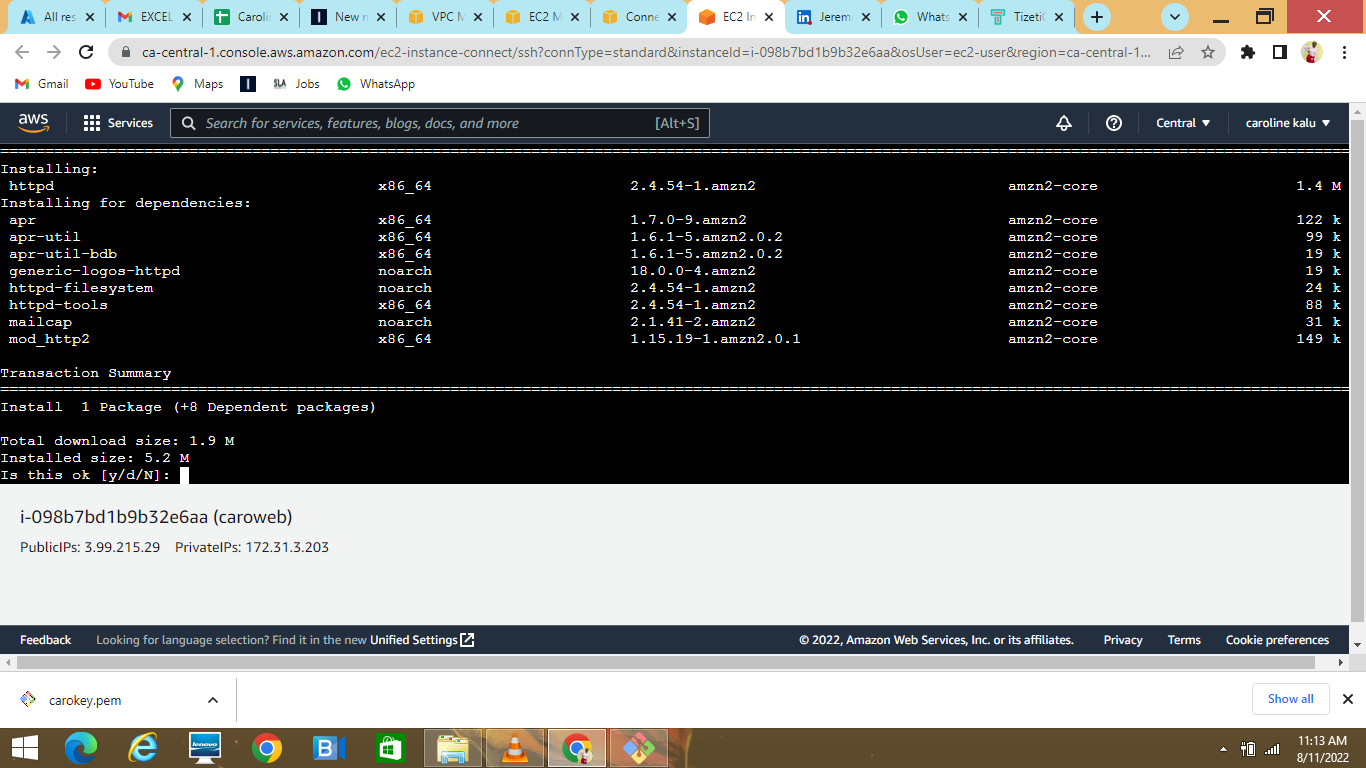 All res
EXCEL
Caroli
New n
VPC M
EC2 M
Conne
EC2 In
Jerem
Whats
Tizeti
ca-central-1.console.aws.amazon.com/ec2-instance-connect/ssh?connType=standard&instanceId=i-098b7bd1b9b32e6aa&osUser=ec2-user&region=ca-central-1...
Gmail YouTube Maps SLA Jobs WhatsApp
aws Services Search for services, features, blogs, docs, and more [Alt+S] Central caroline kalu
Installing:
httpd x86_64 2.4.54-1.amzn2 amzn2-core 1.4 M
Installing for dependencies:
apr x86_64 1.7.0-9.amzn2 amzn2-core 122 k
apr-util x86_64 1.6.1-5.amzn2.0.2 amzn2-core 99 k
apr-util-bdb x86_64 1.6.1-5.amzn2.0.2 amzn2-core 19 k
generic-logos-httpd noarch 18.0.0-4.amzn2 amzn2-core 19 k
httpd-filesystem noarch 2.4.54-1.amzn2 amzn2-core 24 k
httpd-tools x86_64 2.4.54-1.amzn2 amzn2-core 88 k
mailcap noarch 2.1.41-2.amzn2 amzn2-core 31 k
mod_http2 x86_64 1.15.19-1.amzn2.0.1 amzn2-core 149 k
Transaction Summary
Install 1 Package (+8 Dependent packages)
Total download size: 1.9 M
Installed size: 5.2 M
Is this ok [y/d/N]:
i-098b7bd1b9b32e6aa (caroweb)
PublicIPs: 3.99.215.29 PrivateIPs: 172.31.3.203
Feedback Looking for language selection? Find it in the new Unified Settings © 2022, Amazon Web Services, Inc. or its affiliates. Privacy Terms Cookie preferences
carokey.pem Show all
lenovo B 11:13 AM
8/11/2022